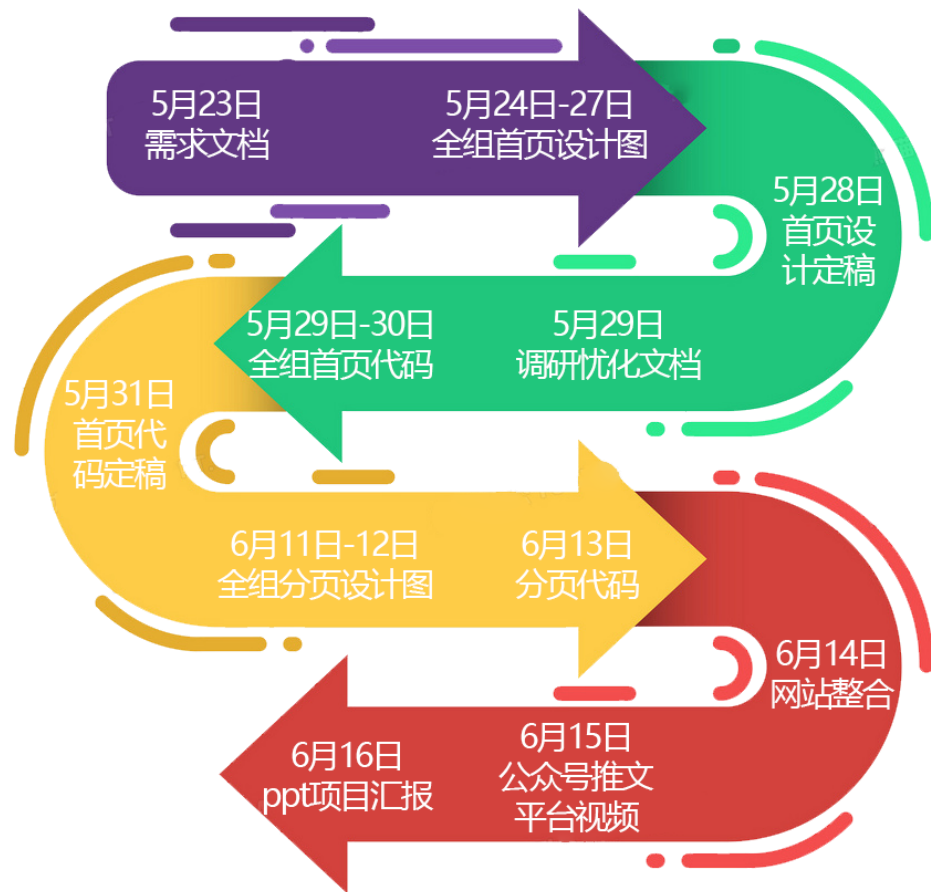 5月23日
需求文档
5月24日-27日
全组首页设计图
5月28日
首页设
计定稿
5月29日
调研忧化文档
5月29日-30日
全组首页代码
5月31日
首页代
码定稿
6月11日-12日
全组分页设计图
6月13日
分页代码
6月14日
网站整合
6月15日
公众号推文
平台视频
6月16日
ppt项目汇报